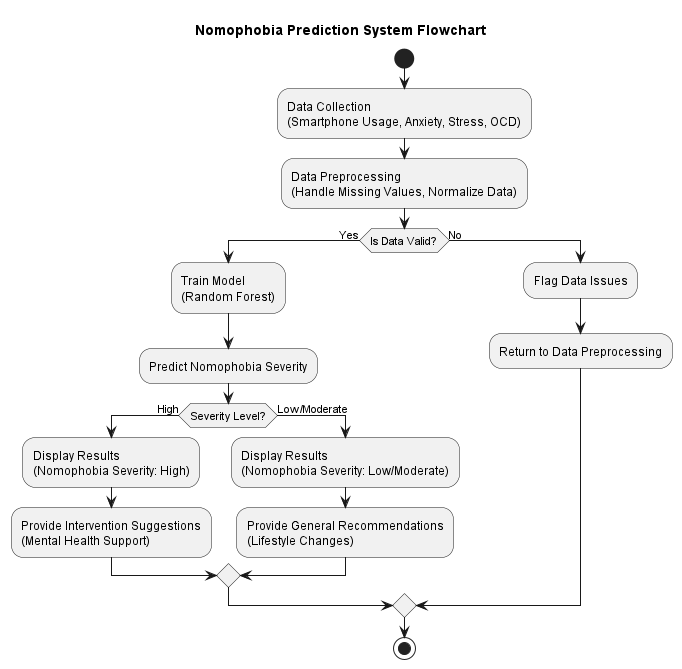 Nomophobia Prediction System Flowchart
Data Collection
(Smartphone Usage, Anxiety, Stress, OCD)
Data Preprocessing
(Handle Missing Values, Normalize Data)
Is Data Valid?
Yes
No
Train Model
(Random Forest)
Flag Data Issues
Predict Nomophobia Severity
Return to Data Preprocessing
Severity Level?
High
Low/Moderate
Display Results
(Nomophobia Severity: High)
Display Results
(Nomophobia Severity: Low/Moderate)
Provide Intervention Suggestions
(Mental Health Support)
Provide General Recommendations
(Lifestyle Changes)